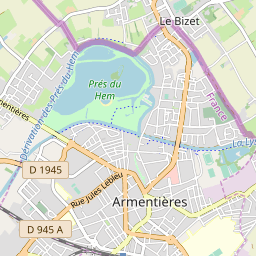 Le Bizet
Prés du
Hem
Dérivation des Prés du Hem
France
La Lys
mentières
D 1945
Rue Jules Lebleu
Armentières
D 945 A